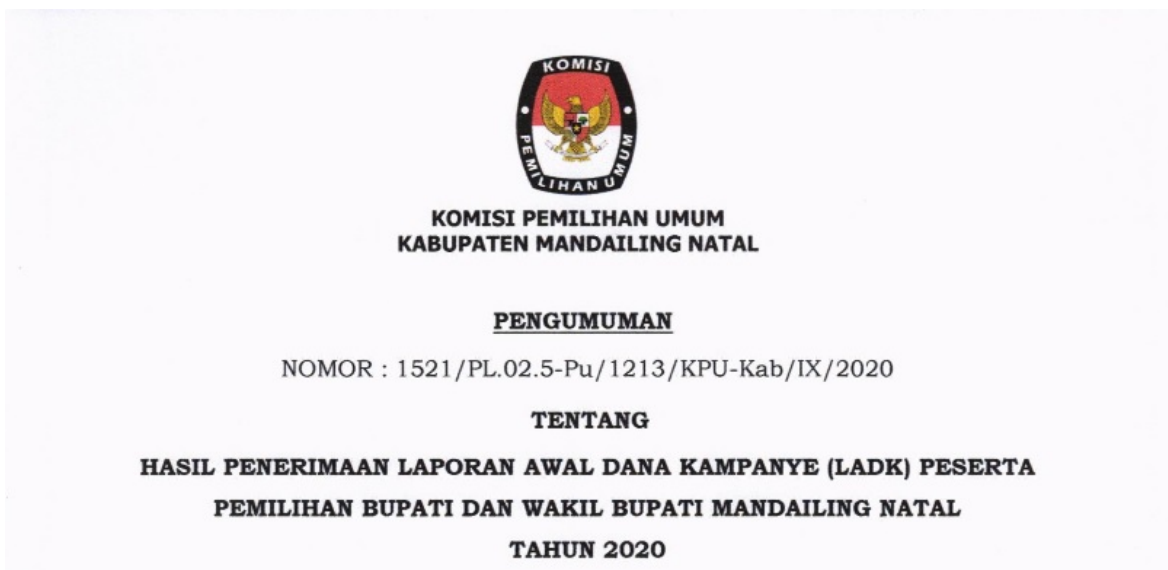 KOMISI
PEMILIHAN UMUM
KOMISI PEMILIHAN UMUM
KABUPATEN MANDAILING NATAL
PENGUMUMAN
NOMOR : 1521/PL.02.5-Pu/1213/KPU-Kab/IX/2020
TENTANG
HASIL PENERIMAAN LAPORAN AWAL DANA KAMPANYE (LADK) PESERTA
PEMILIHAN BUPATI DAN WAKIL BUPATI MANDAILING NATAL
TAHUN 2020